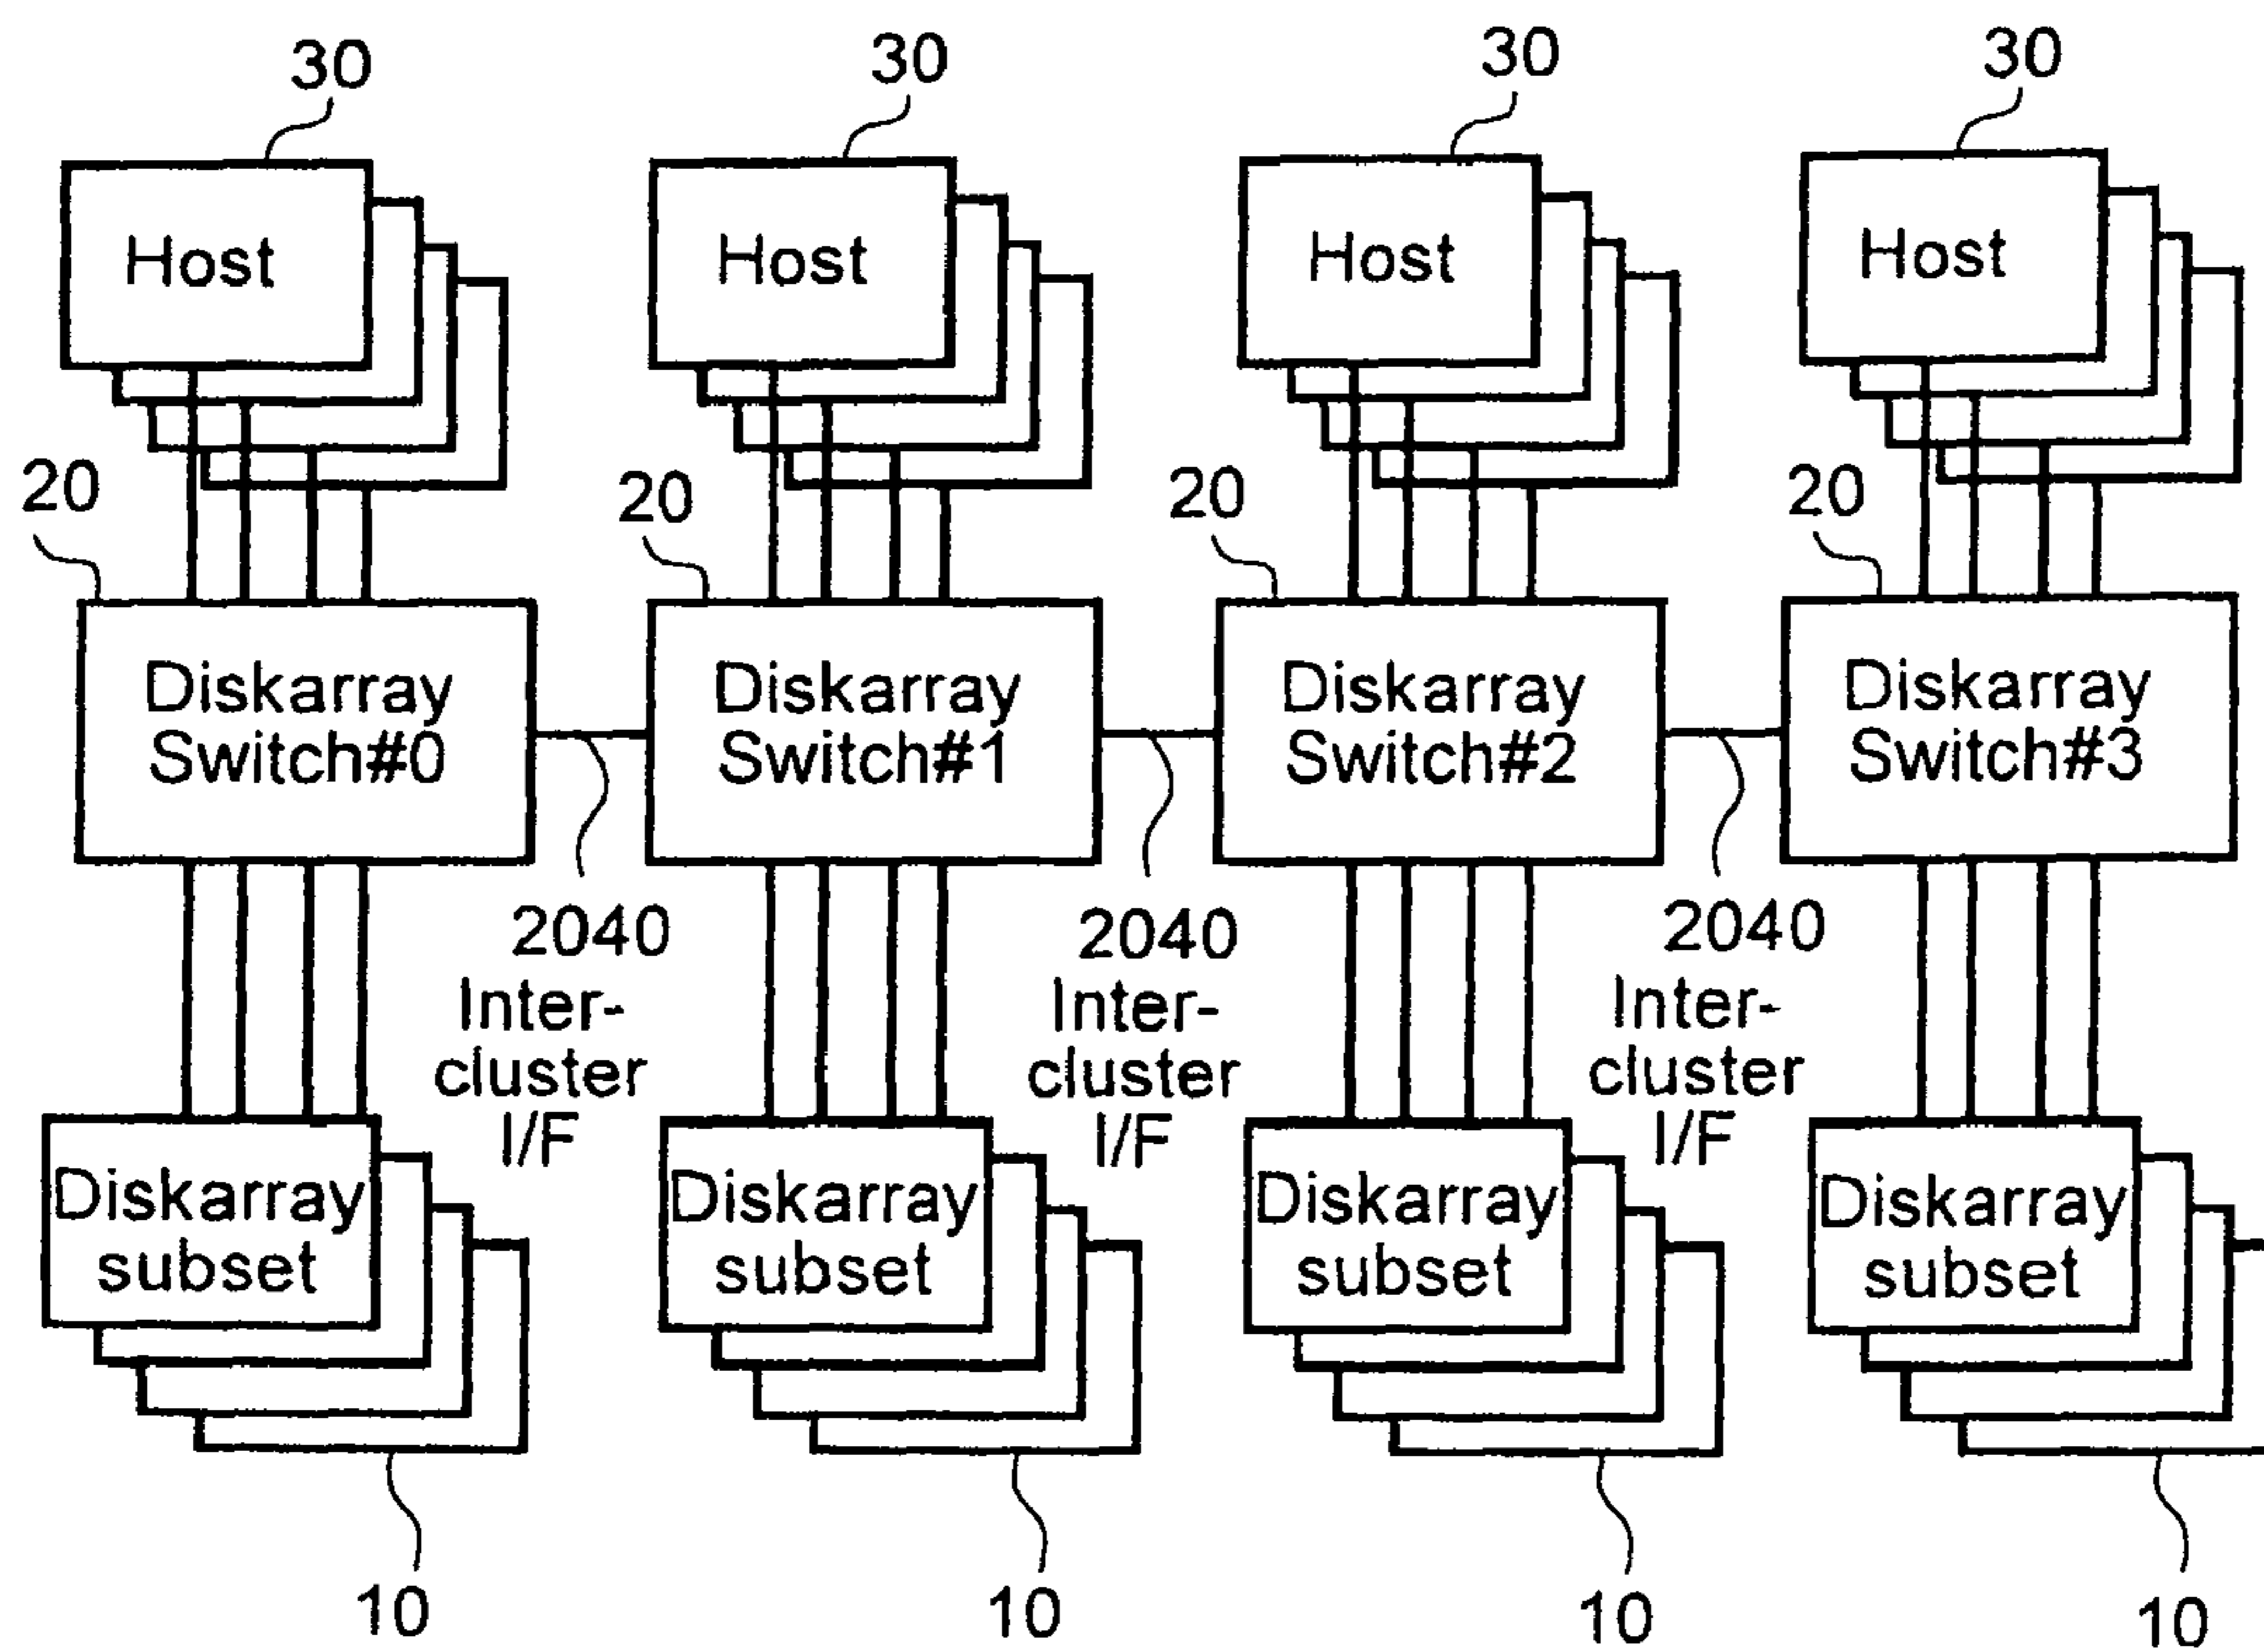 30 30 30 30
Host Host Host Host
20 20 20 20
Diskarray Diskarray Diskarray Diskarray
Switch#0 Switch#1 Switch#2 Switch#3
2040 2040 2040
Inter- Inter- Inter-
cluster cluster cluster
I/F I/F I/F
Diskarray Diskarray Diskarray Diskarray
subset subset subset subset
10 10 10 10